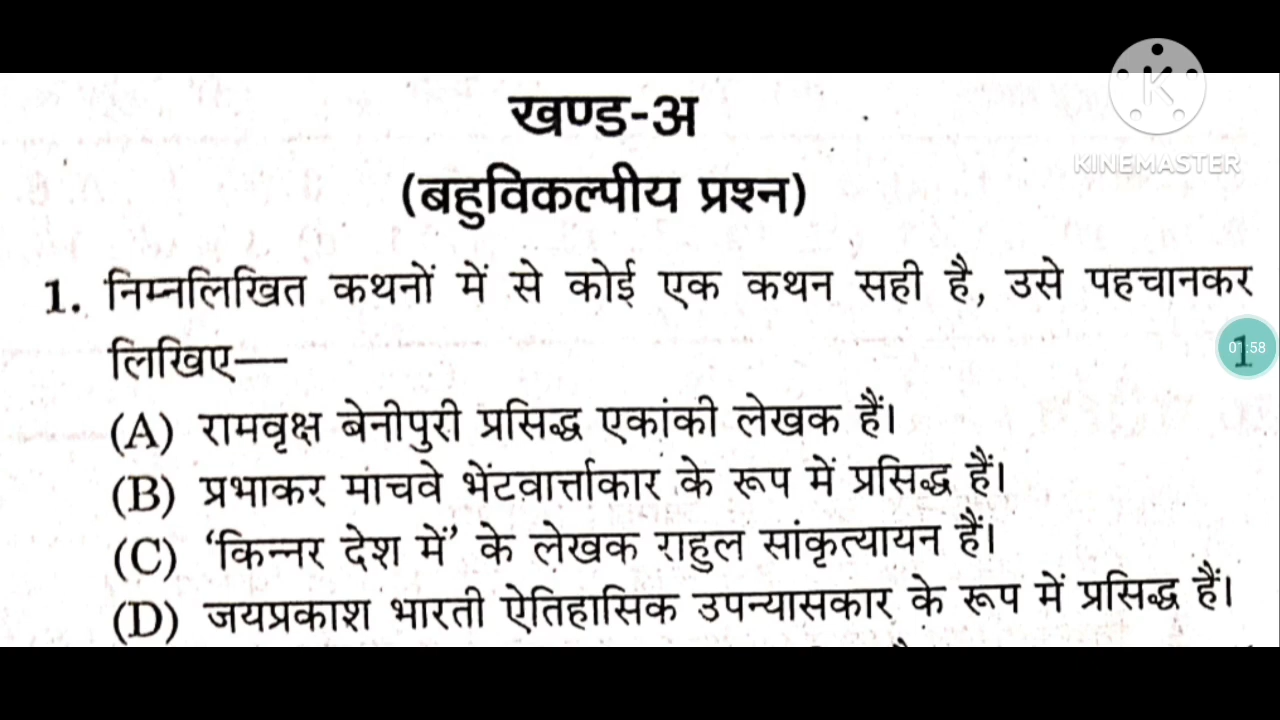 KINEMASTER
खण्ड-अ
(बहुविकल्पीय प्रश्न)
1. निम्नलिखित कथनों में से कोई एक कथन सही है, उसे पहचानकर
लिखिए— 1
01:58
(A) रामवृक्ष बेनीपुरी प्रसिद्ध एकांकी लेखक हैं।
(B) प्रभाकर माचवे भेंटवार्त्ताकार के रूप में प्रसिद्ध हैं।
(C) ‘किन्नर देश में’ के लेखक राहुल सांकृत्यायन हैं।
(D) जयप्रकाश भारती ऐतिहासिक उपन्यासकार के रूप में प्रसिद्ध हैं।